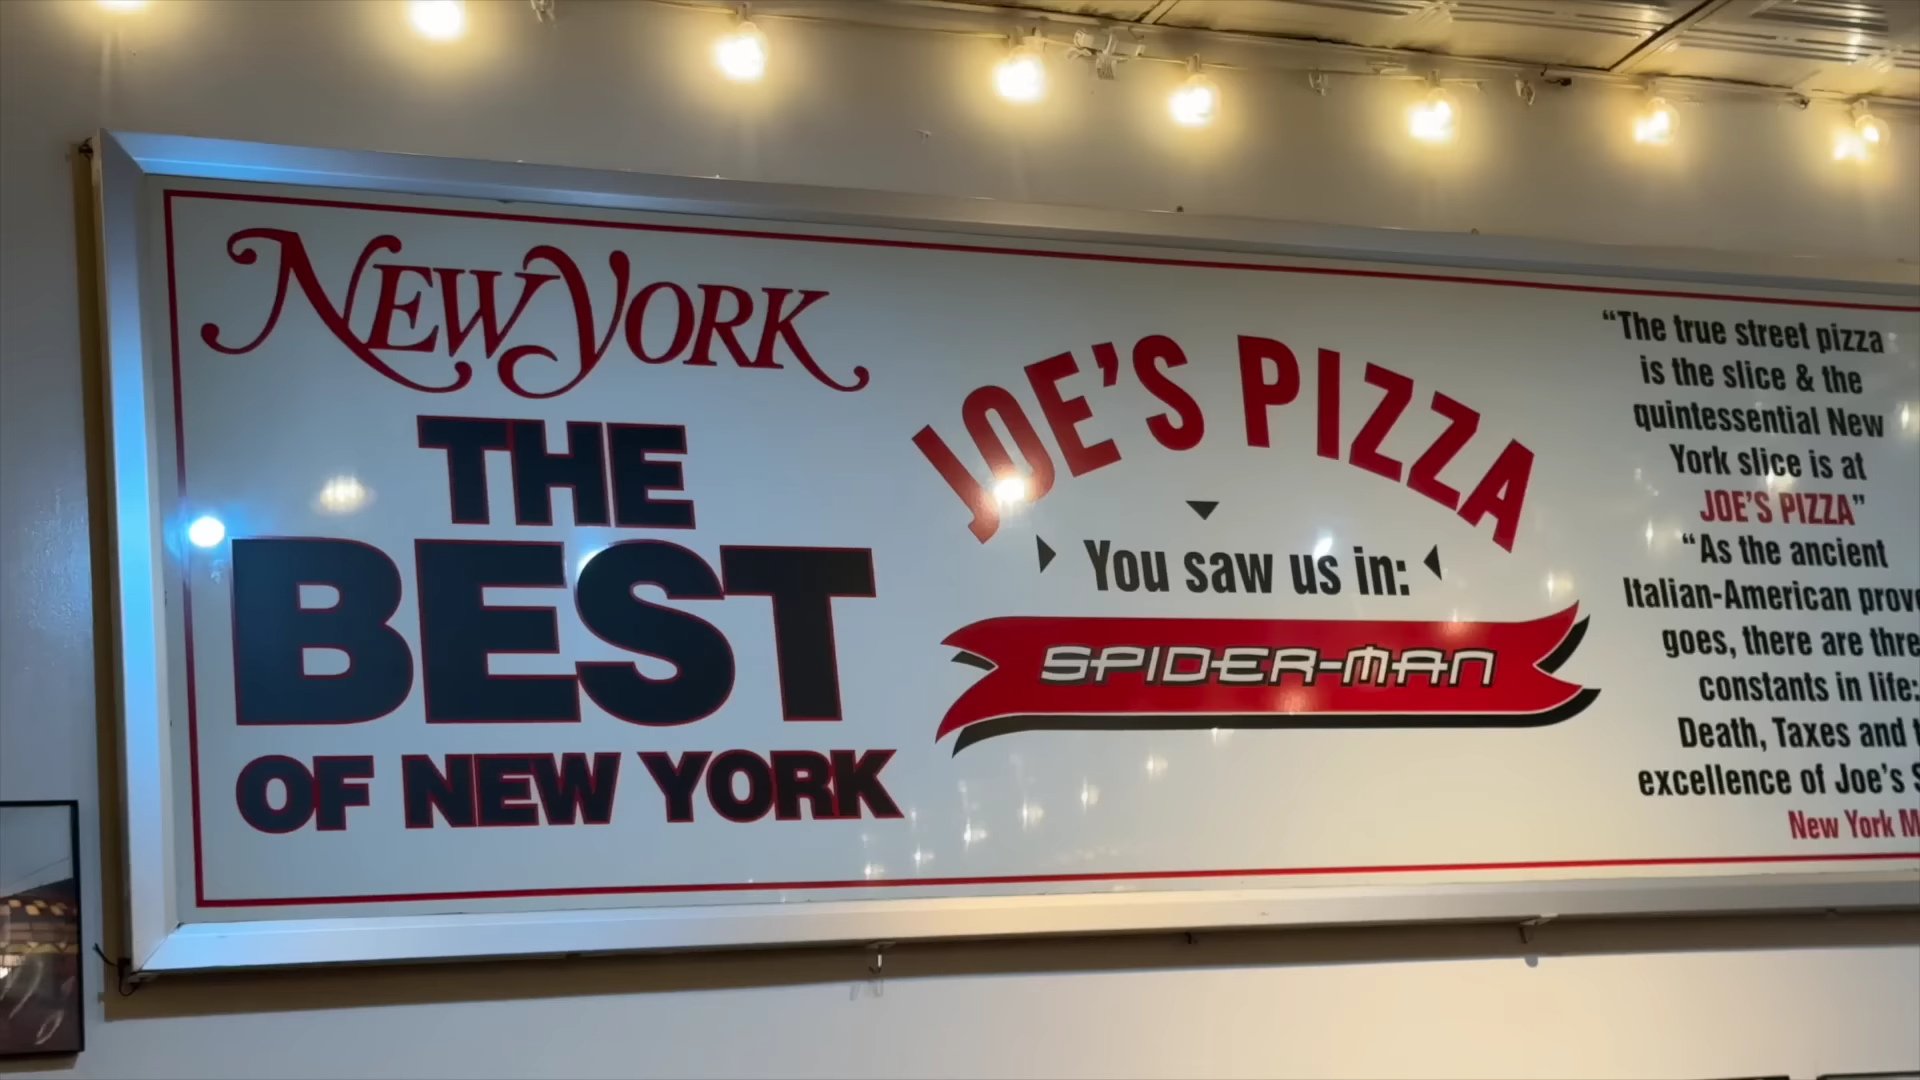 NEW YORK
THE
BEST
OF NEW YORK
JOE'S PIZZA
You saw us in:
SPIDER-MAN
“The true street pizza
is the slice & the
quintessential New
York slice is at
JOE'S PIZZA”
“As the ancient
Italian-American
goes, there are
constants in life:
Death, Taxes and
excellence of Joe's
New York